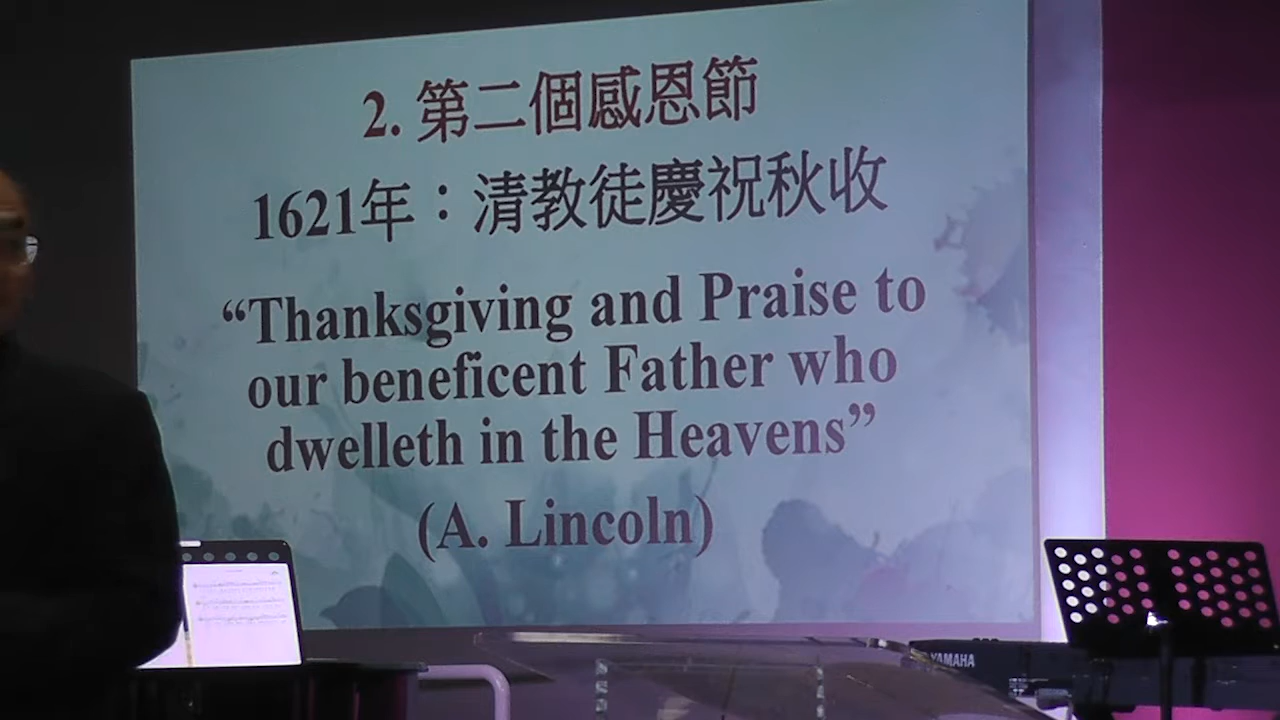 2. 第二個感恩節
1621年：清教徒慶祝秋收
“Thanksgiving and Praise to
our beneficent Father who
dwelleth in the Heavens”
(A. Lincoln)
YAMAHA